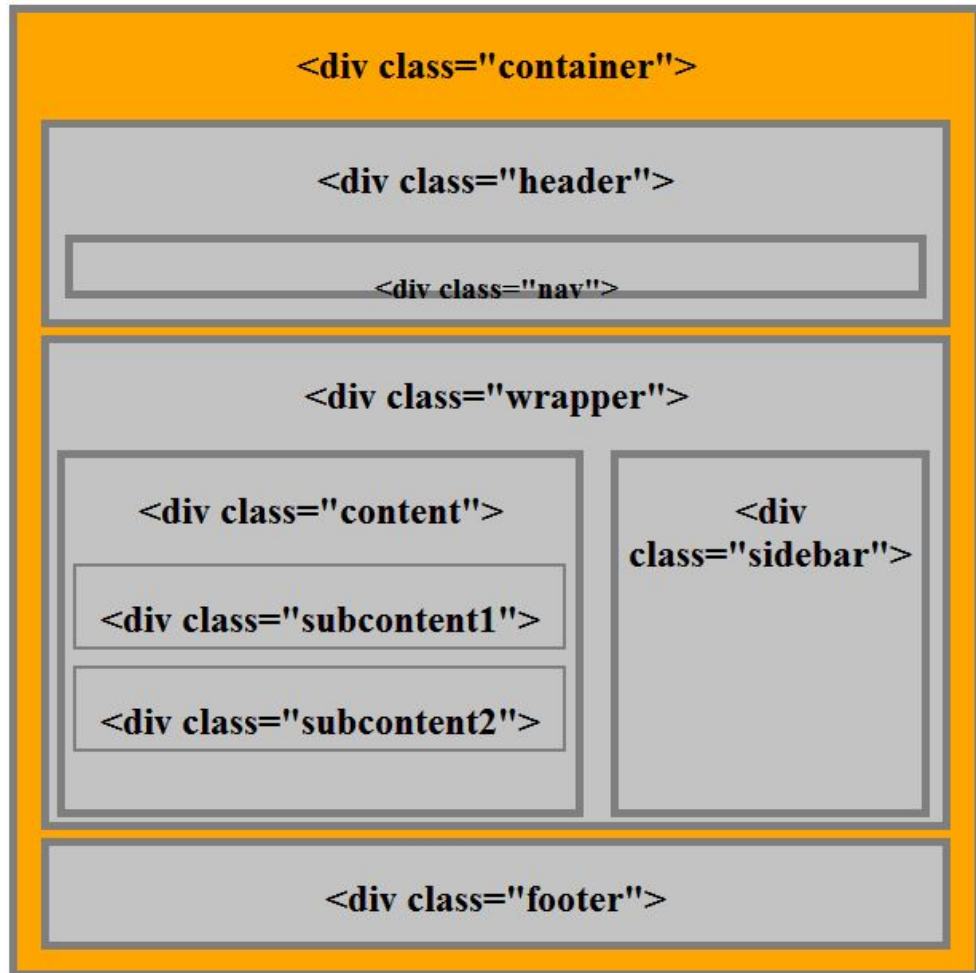 <div class="container">
<div class="header">
<div class="nav">
<div class="wrapper">
<div class="content">
<div class="subcontent1">
<div class="subcontent2">
<div
class="sidebar">
<div class="footer">